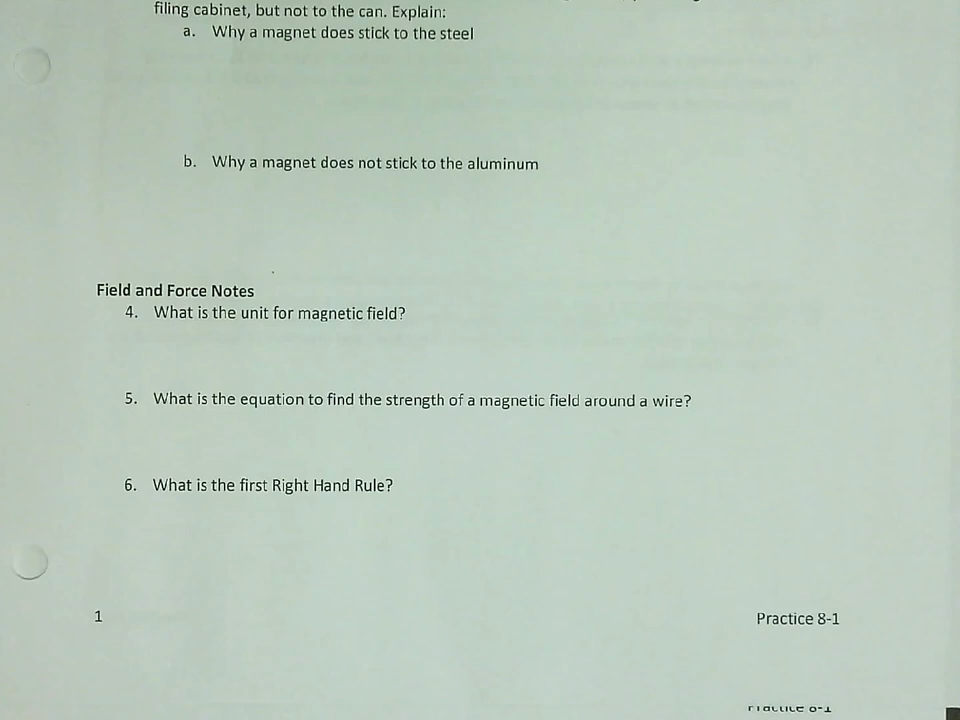 filing cabinet, but not to the can. Explain:
a. Why a magnet does stick to the steel
b. Why a magnet does not stick to the aluminum
Field and Force Notes
4. What is the unit for magnetic field?
5. What is the equation to find the strength of a magnetic field around a wire?
6. What is the first Right Hand Rule?
1
Practice 8-1